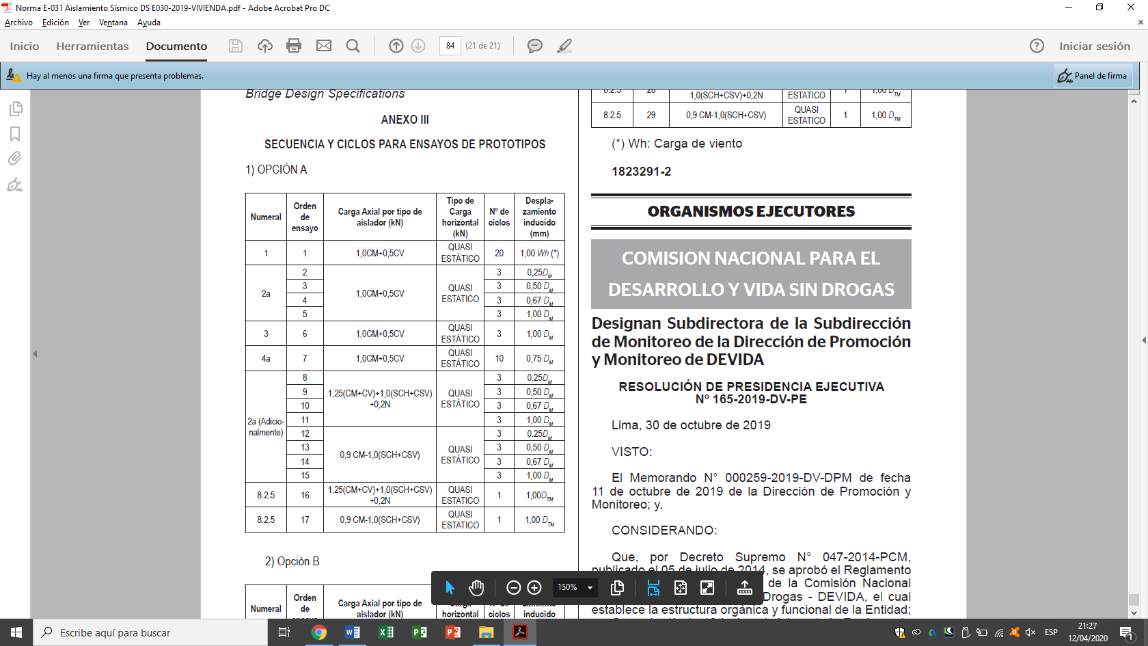 Norma E-031 Aislamiento Sísmico DS E030-2019-VIVIENDA.pdf - Adobe Acrobat Pro DC
Archivo Edición Ver Ventana Ayuda
Inicio Herramientas Documento 84 (21 de 21) Iniciar sesión
Hay al menos una firma que presenta problemas. Panel de firma
Bridge Design Specifications
ANEXO III
SECUENCIA Y CICLOS PARA ENSAYOS DE PROTOTIPOS
1) OPCIÓN A
Numeral Orden de ensayo Carga Axial por tipo de aislador (kN) Tipo de Carga horizontal (kN) N° de ciclos Despla-zamiento inducido (mm)
1 1 1,0CM+0,5CV QUASI ESTÁTICO 20 1,00 Wh (*)
2a 2 1,0CM+0,5CV QUASI ESTATICO 3 0,25DM
3 3 0,50 DM
4 3 0,67 DM
5 3 1,00 DM
3 6 1,0CM+0,5CV QUASI ESTÁTICO 3 1,00 DM
4a 7 1,0CM+0,5CV QUASI ESTÁTICO 10 0,75 DM
2a (Adicio-nalmente) 8 1,25(CM+CV)+1,0(SCH+CSV)+0,2N QUASI ESTÁTICO 3 0,25DM
9 3 0,50 DM
10 3 0,67 DM
11 3 1,00 DM
12 0,9 CM-1,0(SCH+CSV) QUASI ESTÁTICO 3 0,25DM
13 3 0,50 DM
14 3 0,67 DM
15 3 1,00 DM
8.2.5 16 1,25(CM+CV)+1,0(SCH+CSV)+0,2N QUASI ESTATICO 1 1,00DTM
8.2.5 17 0,9 CM-1,0(SCH+CSV) QUASI ESTATICO 1 1,00 DTM
2) Opción B
Numeral Orden de Carga Axial por tipo de aislador (kN) Carga ciclos inducido
8.2.5 28 1,0(SCH+CSV)+0,2N ESTATICO 1 1,00 DTM
8.2.5 29 0,9 CM-1,0(SCH+CSV) QUASI ESTATICO 1 1,00 DTM
(*) Wh: Carga de viento
1823291-2
ORGANISMOS EJECUTORES
COMISION NACIONAL PARA EL
DESARROLLO Y VIDA SIN DROGAS
Designan Subdirectora de la Subdirección
de Monitoreo de la Dirección de Promoción
y Monitoreo de DEVIDA
RESOLUCIÓN DE PRESIDENCIA EJECUTIVA
Nº 165-2019-DV-PE
Lima, 30 de octubre de 2019
VISTO:
El Memorando N° 000259-2019-DV-DPM de fecha
11 de octubre de 2019 de la Dirección de Promoción y
Monitoreo; y,
CONSIDERANDO:
Que, por Decreto Supremo N° 047-2014-PCM,
publicado el 05 de julio de 2014, se aprobó el Reglamento
de la Comisión Nacional
Drogas - DEVIDA, el cual
establece la estructura orgánica y funcional de la Entidad;
150%
Escribe aquí para buscar
ESP
21:27
12/04/2020